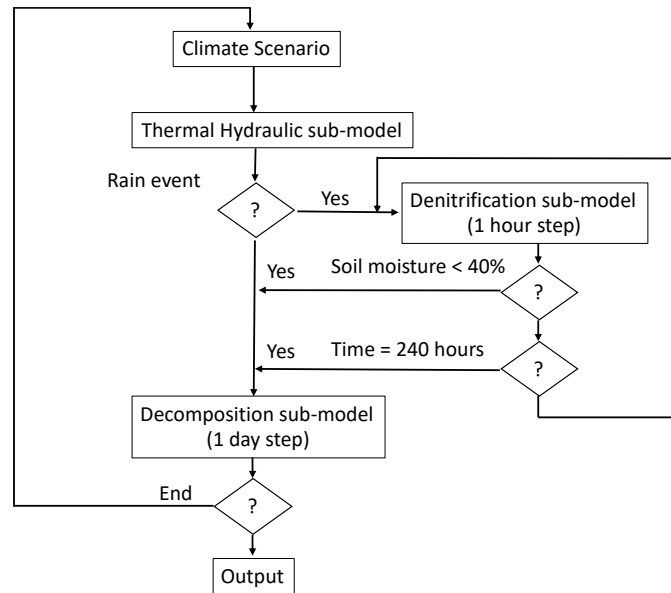 Climate Scenario
Thermal Hydraulic sub-model
Rain event
?
Yes
Denitrification sub-model
(1 hour step)
Yes
Soil moisture < 40%
?
Yes
Time = 240 hours
?
Decomposition sub-model
(1 day step)
End
?
Output